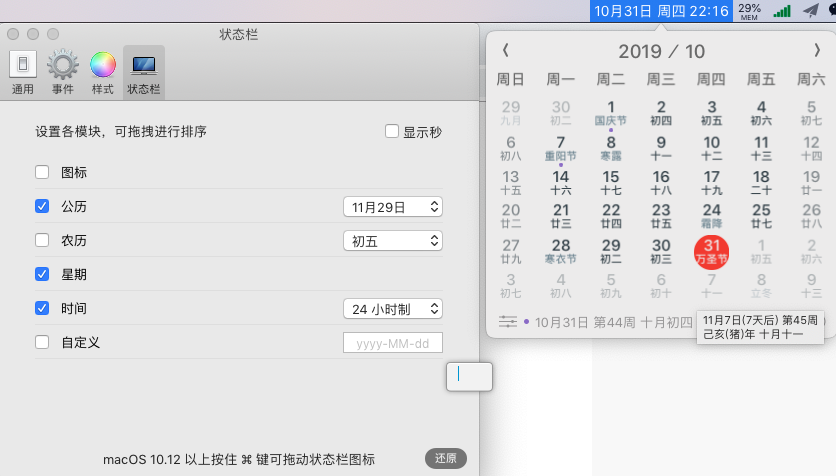 10月31日 周四 22:16
29%
MEM
状态栏
通用 事件 样式 状态栏
设置各模块，可拖拽进行排序
显示秒
图标
公历 11月29日
农历 初五
星期
时间 24 小时制
自定义 yyyy-MM-dd
macOS 10.12 以上按住 ⌘ 键可拖动状态栏图标
还原
2019 / 10
周日 周一 周二 周三 周四 周五 周六
29 30 1 2 3 4 5
九月 初二 国庆节 初四 初五 初六 初七
6 7 8 9 10 11 12
初八 重阳节 寒露 十一 十二 十三 十四
13 14 15 16 17 18 19
十五 十六 十七 十八 十九 二十 廿一
20 21 22 23 24 25 26
廿二 廿三 廿四 廿五 霜降 廿七 廿八
27 28 29 30 31 1 2
廿九 寒衣节 初二 初三 万圣节 初五 初六
3 4 5 6 7 8 9
初七 初八 初九 初十 十一 立冬 十三
10月31日 第44周 十月初四
11月7日(7天后) 第45周
己亥(猪)年 十月十一